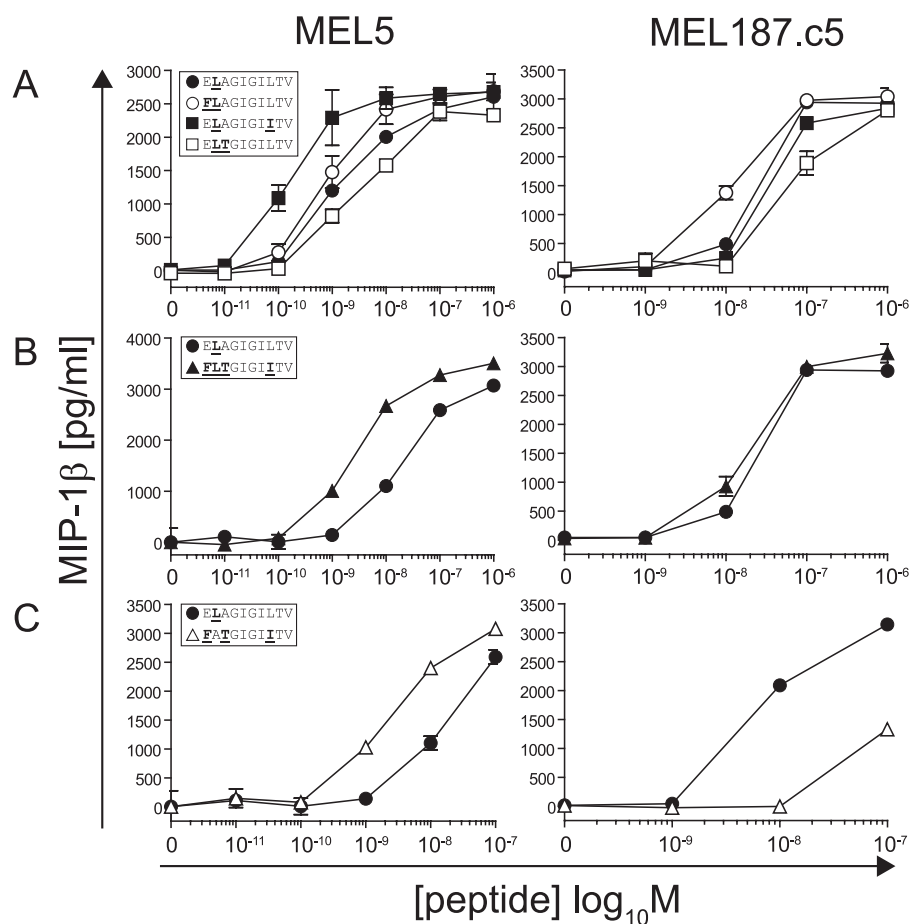 MEL5 MEL187.c5
A
3000 2500 2000 1500 1000 500 0
ELAGIGILTV
FLAGIGILTV
ELAGIGIITV
ELTGIGILTV
0 10⁻¹¹ 10⁻¹⁰ 10⁻⁹ 10⁻⁸ 10⁻⁷ 10⁻⁶
3500 3000 2500 2000 1500 1000 500 0
0 10⁻⁹ 10⁻⁸ 10⁻⁷ 10⁻⁶
B
4000 3000 2000 1000 0
ELAGIGILTV
FLTGIGIITV
0 10⁻¹¹ 10⁻¹⁰ 10⁻⁹ 10⁻⁸ 10⁻⁷ 10⁻⁶
3500 3000 2500 2000 1500 1000 500 0
0 10⁻⁹ 10⁻⁸ 10⁻⁷ 10⁻⁶
C
3500 3000 2500 2000 1500 1000 500 0
ELAGIGILTV
FATGIGIITV
0 10⁻¹¹ 10⁻¹⁰ 10⁻⁹ 10⁻⁸ 10⁻⁷
3500 3000 2500 2000 1500 1000 500 0
0 10⁻⁹ 10⁻⁸ 10⁻⁷
MIP-1β [pg/ml]
[peptide] log₁₀M